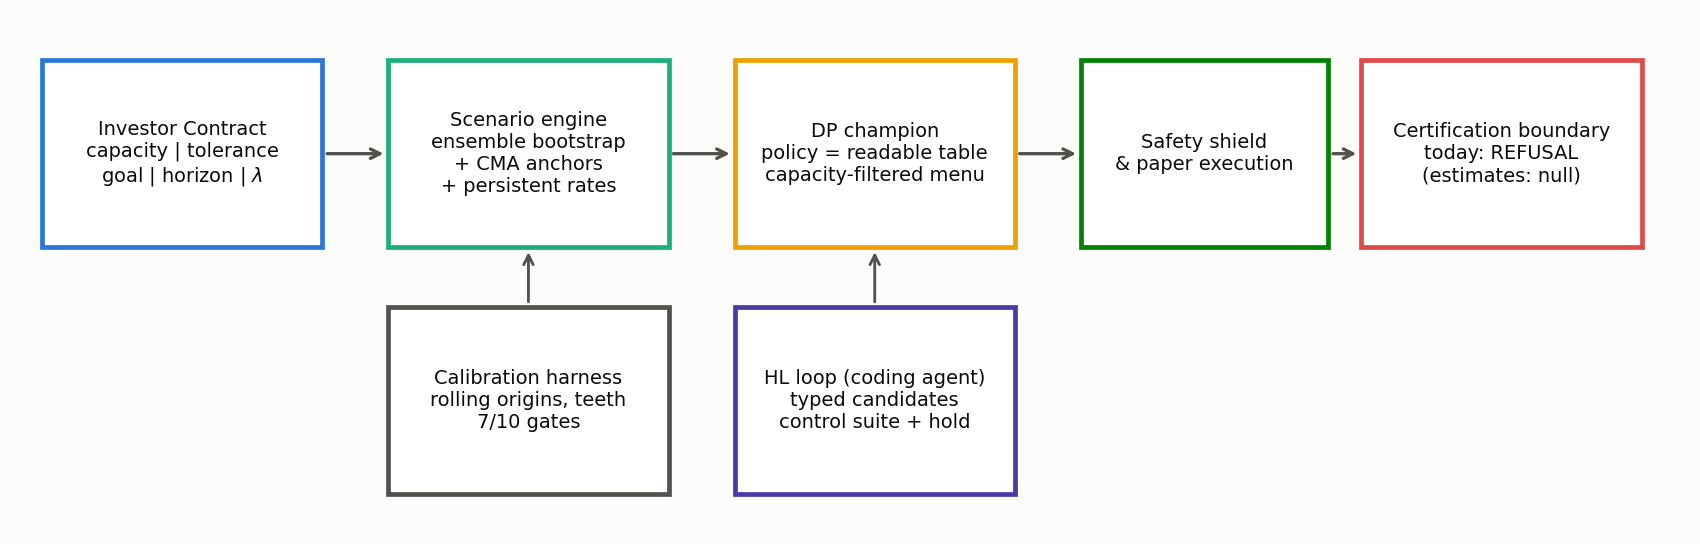 Investor Contract
capacity | tolerance
goal | horizon | λ
Scenario engine
ensemble bootstrap
+ CMA anchors
+ persistent rates
DP champion
policy = readable table
capacity-filtered menu
Safety shield
& paper execution
Certification boundary
today: REFUSAL
(estimates: null)
Calibration harness
rolling origins, teeth
7/10 gates
HL loop (coding agent)
typed candidates
control suite + hold